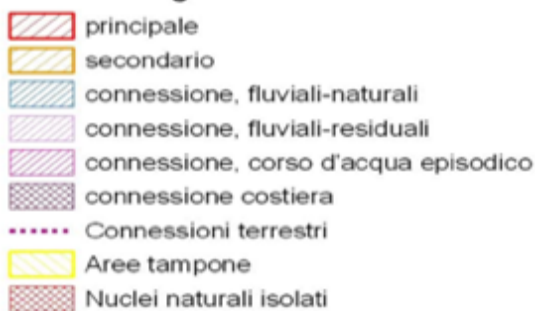 principale
secondario
connessione, fluviali-naturali
connessione, fluviali-residuali
connessione, corso d'acqua episodico
connessione costiera
Connessioni terrestri
Aree tampone
Nuclei naturali isolati